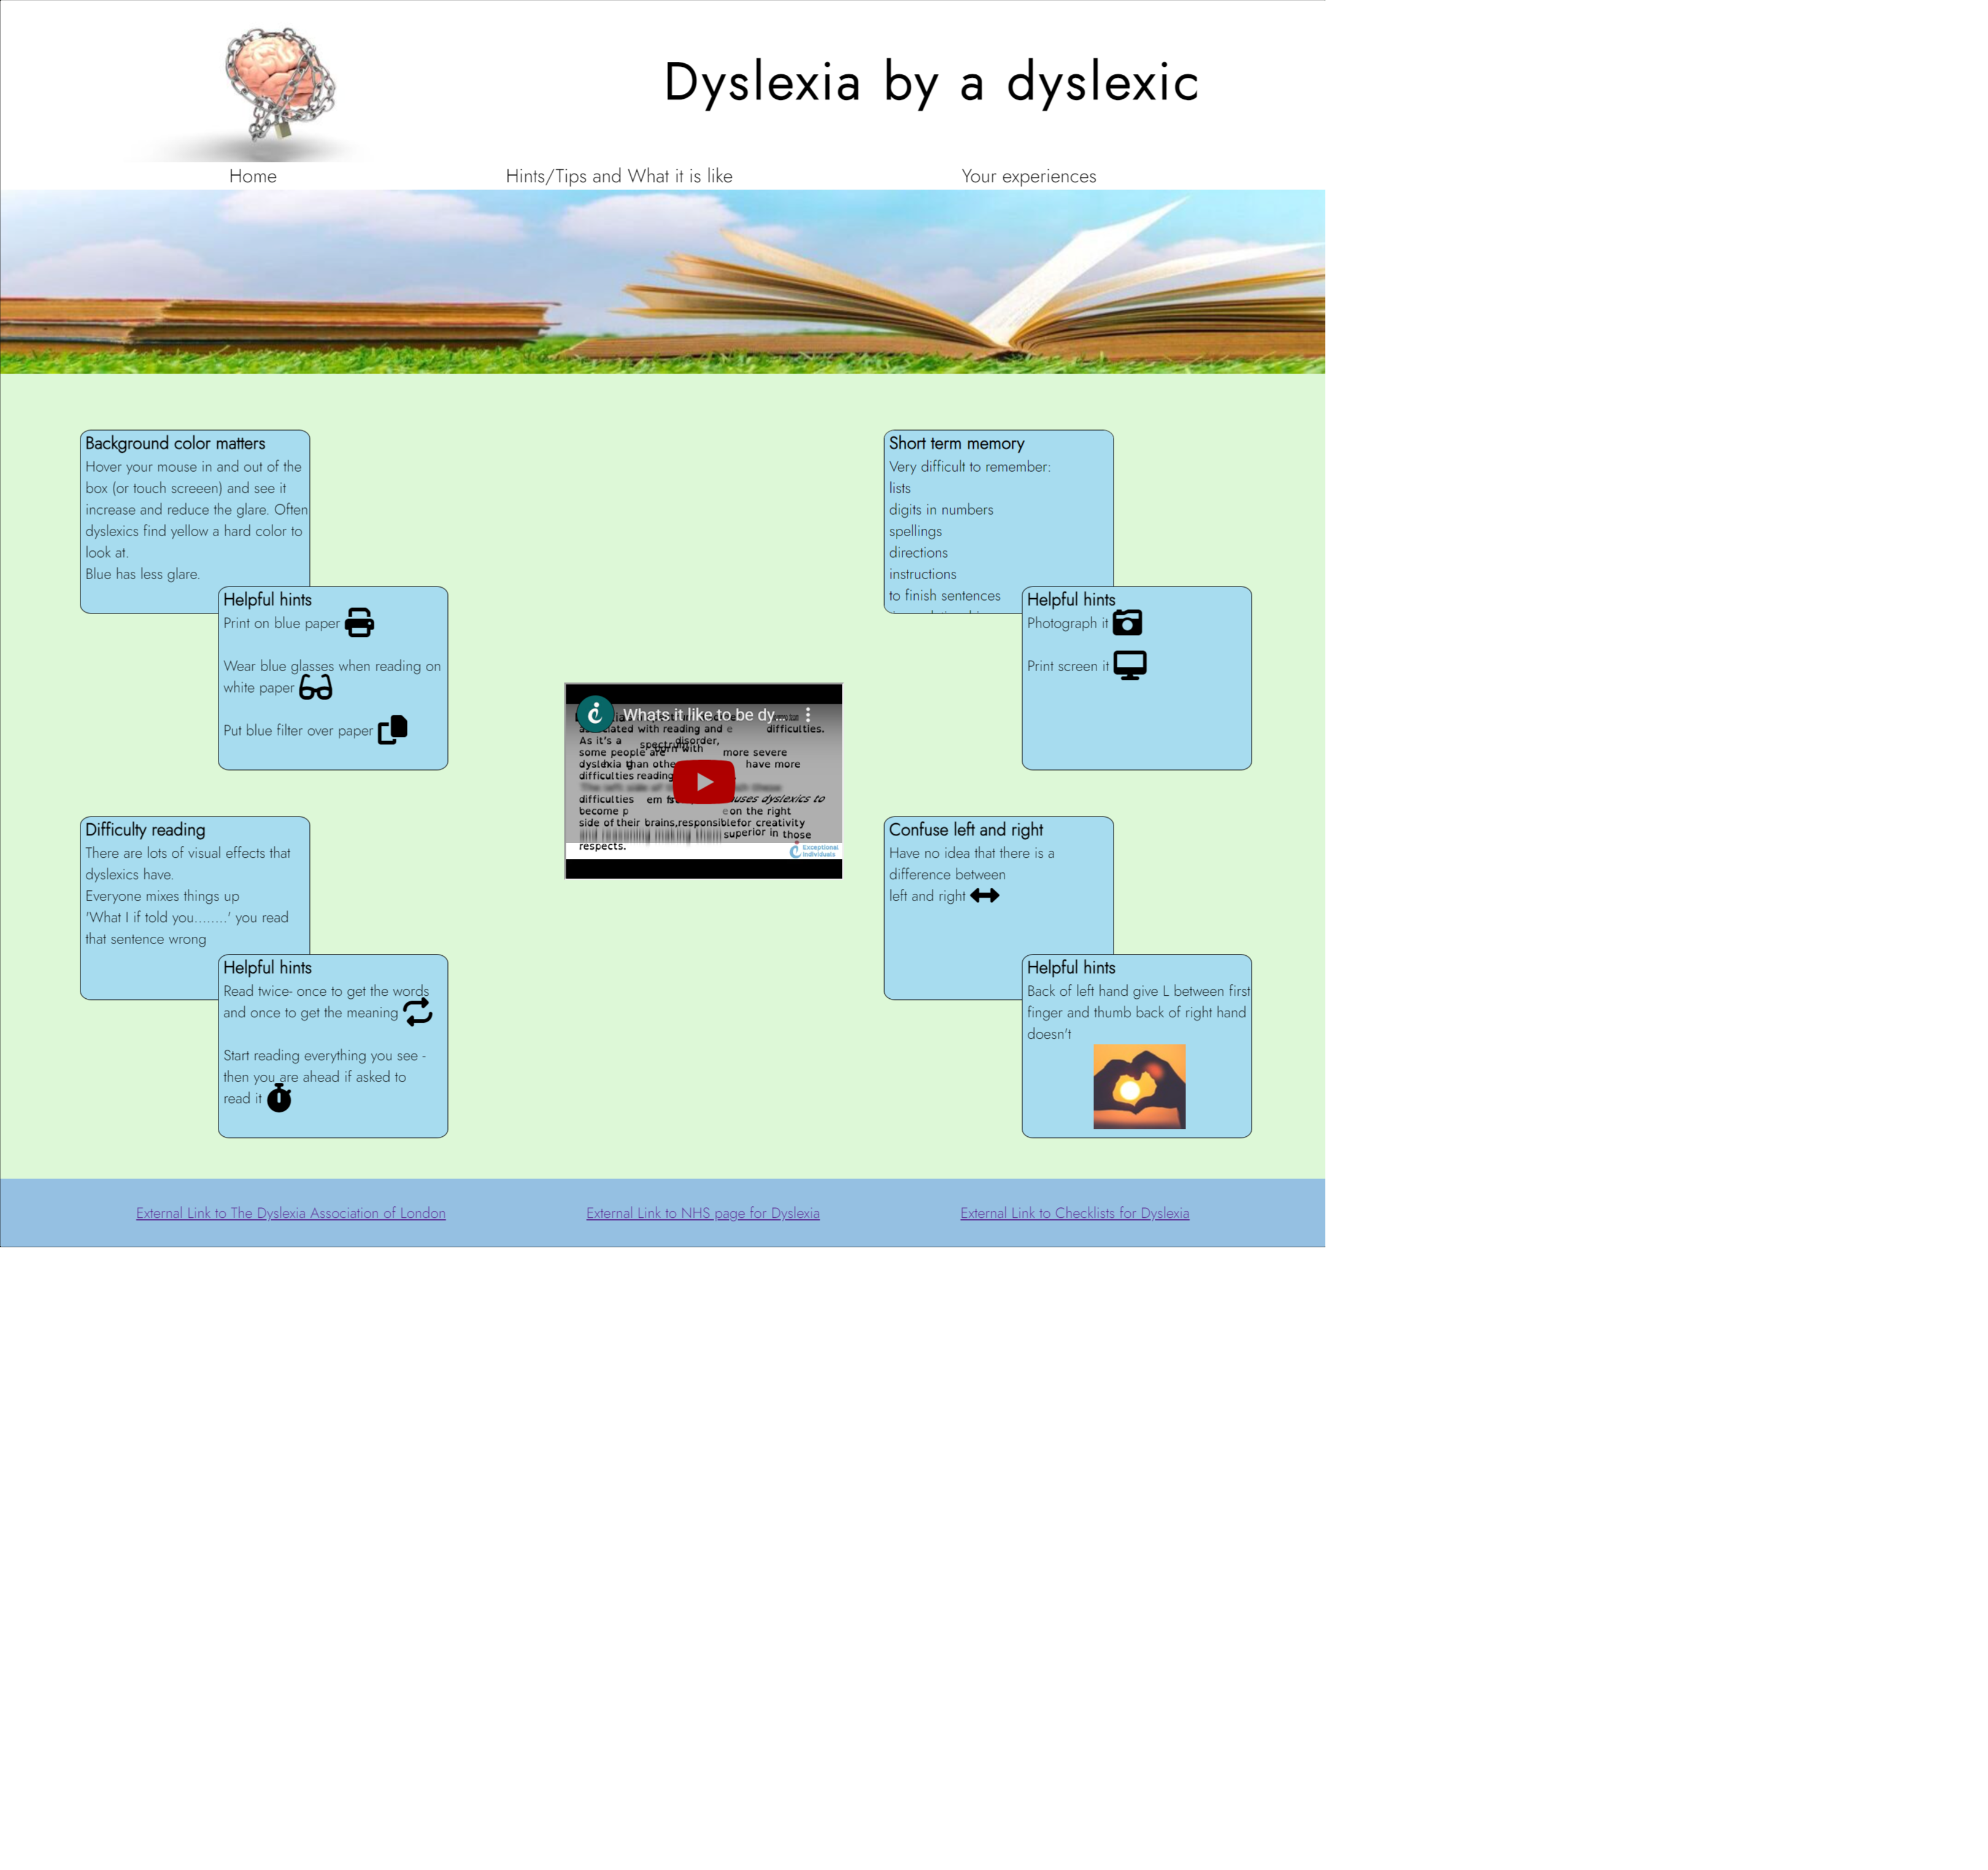 Dyslexia by a dyslexic
Home
Hints/Tips and What it is like
Your experiences
Background color matters
Hover your mouse in and out of the
box (or touch screeen) and see it
increase and reduce the glare. Often
dyslexics find yellow a hard color to
look at.
Blue has less glare.
Helpful hints
Print on blue paper
Wear blue glasses when reading on
white paper
Put blue filter over paper
Short term memory
Very difficult to remember:
lists
digits in numbers
spellings
directions
instructions
to finish sentences
Helpful hints
Photograph it
Print screen it
Whats it like to be dy...
with reading and e difficulties.
As it's a spectrum disorder,
some people are born with more severe
dyslexia than othe have more
difficulties reading
difficulties em uses dyslexics to
become p e on the right
side of their brains,responsiblefor creativity
superior in those
respects.
Exceptional
Individuals
Difficulty reading
There are lots of visual effects that
dyslexics have.
Everyone mixes things up
'What I if told you........' you read
that sentence wrong
Helpful hints
Read twice- once to get the words
and once to get the meaning
Start reading everything you see -
then you are ahead if asked to
read it
Confuse left and right
Have no idea that there is a
difference between
left and right
Helpful hints
Back of left hand give L between first
finger and thumb back of right hand
doesn't
External Link to The Dyslexia Association of London
External Link to NHS page for Dyslexia
External Link to Checklists for Dyslexia